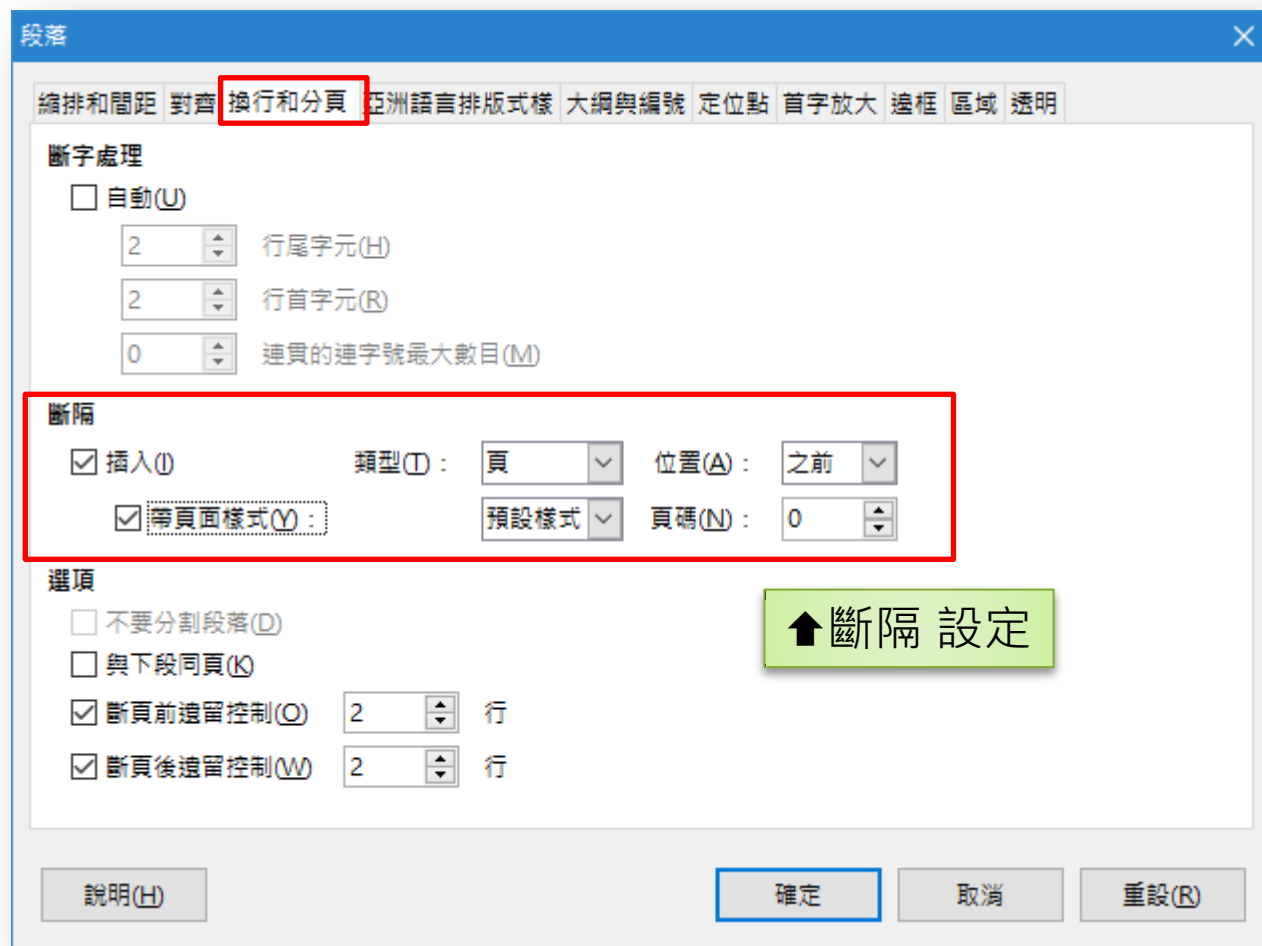 段落
縮排和間距 對齊 換行和分頁 亞洲語言排版式樣 大綱與編號 定位點 首字放大 邊框 區域 透明
斷字處理
自動(U)
2 行尾字元(H)
2 行首字元(R)
0 連貫的連字號最大數目(M)
斷隔
插入(I) 類型(T)： 頁 位置(A)： 之前
帶頁面樣式(Y)： 預設樣式 頁碼(N)： 0
選項
不要分割段落(D)
⬆斷隔 設定
與下段同頁(K)
斷頁前遺留控制(O) 2 行
斷頁後遺留控制(W) 2 行
說明(H) 確定 取消 重設(R)